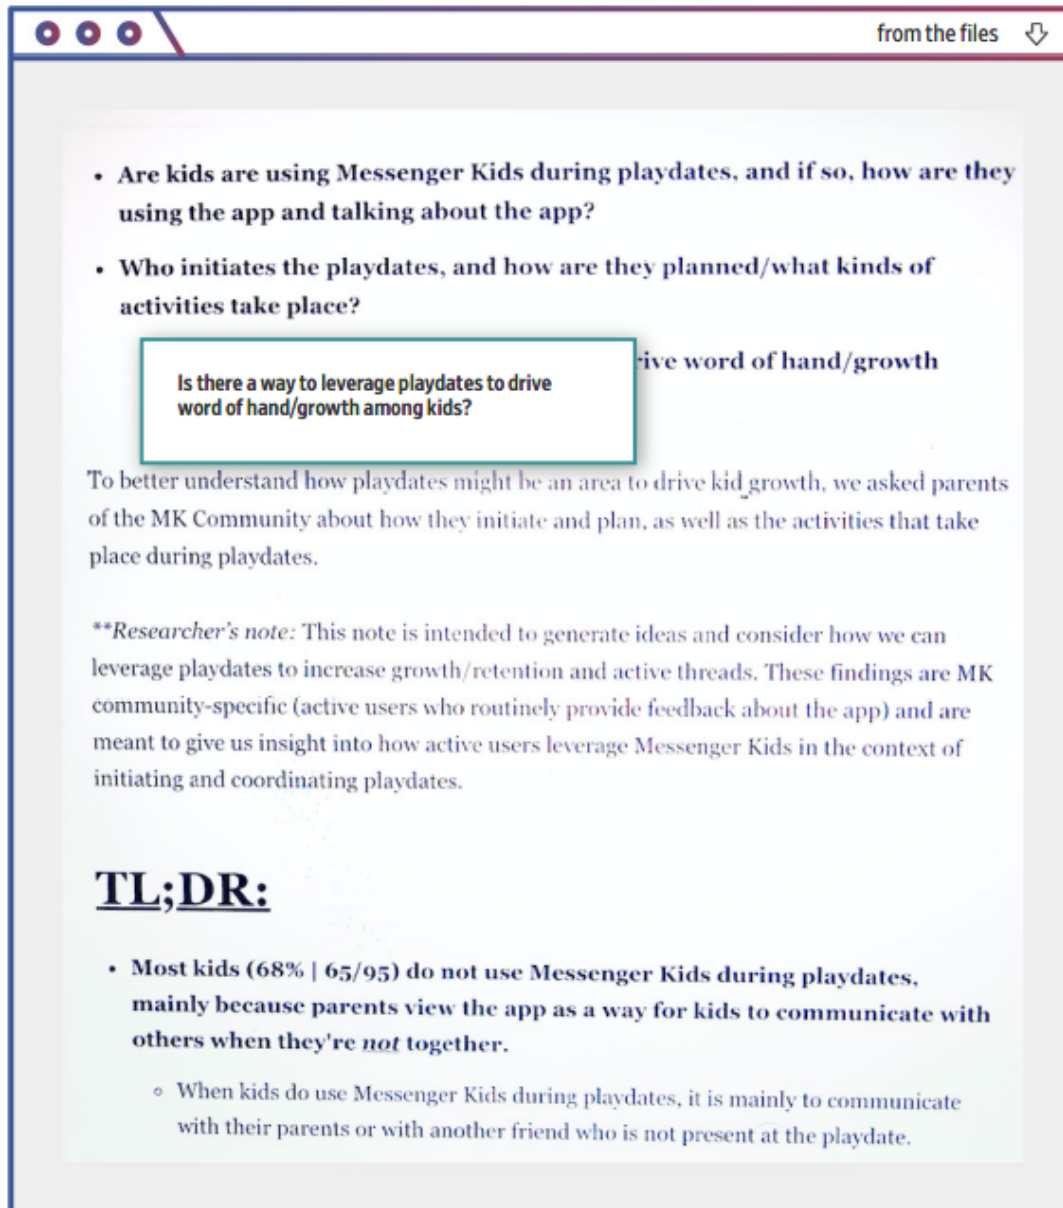 from the files
• Are kids are using Messenger Kids during playdates, and if so, how are they
using the app and talking about the app?
• Who initiates the playdates, and how are they planned/what kinds of
activities take place?
rive word of hand/growth
Is there a way to leverage playdates to drive
word of hand/growth among kids?
To better understand how playdates might be an area to drive kid growth, we asked parents
of the MK Community about how they initiate and plan, as well as the activities that take
place during playdates.
**Researcher's note: This note is intended to generate ideas and consider how we can
leverage playdates to increase growth/retention and active threads. These findings are MK
community-specific (active users who routinely provide feedback about the app) and are
meant to give us insight into how active users leverage Messenger Kids in the context of
initiating and coordinating playdates.
TL;DR:
• Most kids (68% | 65/95) do not use Messenger Kids during playdates,
mainly because parents view the app as a way for kids to communicate with
others when they're not together.
◦ When kids do use Messenger Kids during playdates, it is mainly to communicate
with their parents or with another friend who is not present at the playdate.